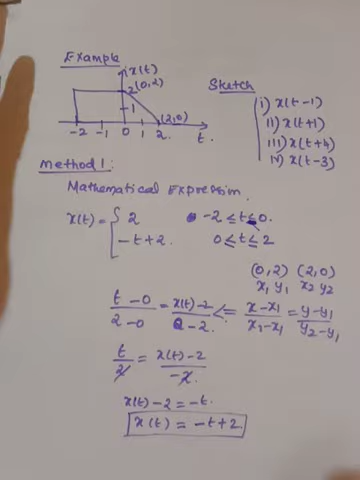 Example
x(t)
2 (0,2)
1
(2,0)
-2 -1 0 1 2. t.
Sketch
i) x(t-1)
ii) x(t+1)
iii) x(t+4)
iv) x(t-3)
method 1:
Mathematical Expression.
x(t) = { 2 -2 ≤ t ≤ 0.
-t+2. 0 ≤ t ≤ 2
(0,2) (2,0)
x₁ y₁ x₂ y₂
t-0/2-0 = x(t)-2/0-2. <= x-x₁/x₁-x₁ = y-y₁/y₂-y₁
t/2 = x(t)-2/-2.
x(t)-2 = -t.
x(t) = -t+2.